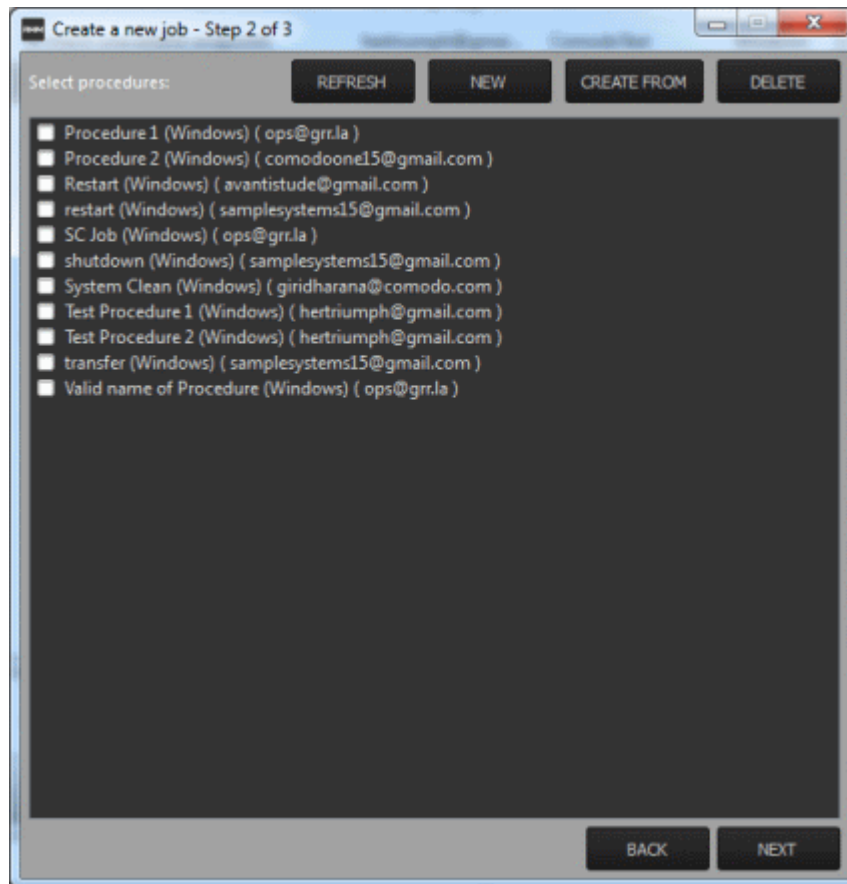 RMM Create a new job - Step 2 of 3
Select procedures: REFRESH NEW CREATE FROM DELETE
Procedure 1 (Windows) ( ops@grr.la )
Procedure 2 (Windows) ( comodoone15@gmail.com )
Restart (Windows) ( avantistude@gmail.com )
restart (Windows) ( samplesystems15@gmail.com )
SC Job (Windows) ( ops@grr.la )
shutdown (Windows) ( samplesystems15@gmail.com )
System Clean (Windows) ( giridharana@comodo.com )
Test Procedure 1 (Windows) ( hertriumph@gmail.com )
Test Procedure 2 (Windows) ( hertriumph@gmail.com )
transfer (Windows) ( samplesystems15@gmail.com )
Valid name of Procedure (Windows) ( ops@grr.la )
BACK NEXT